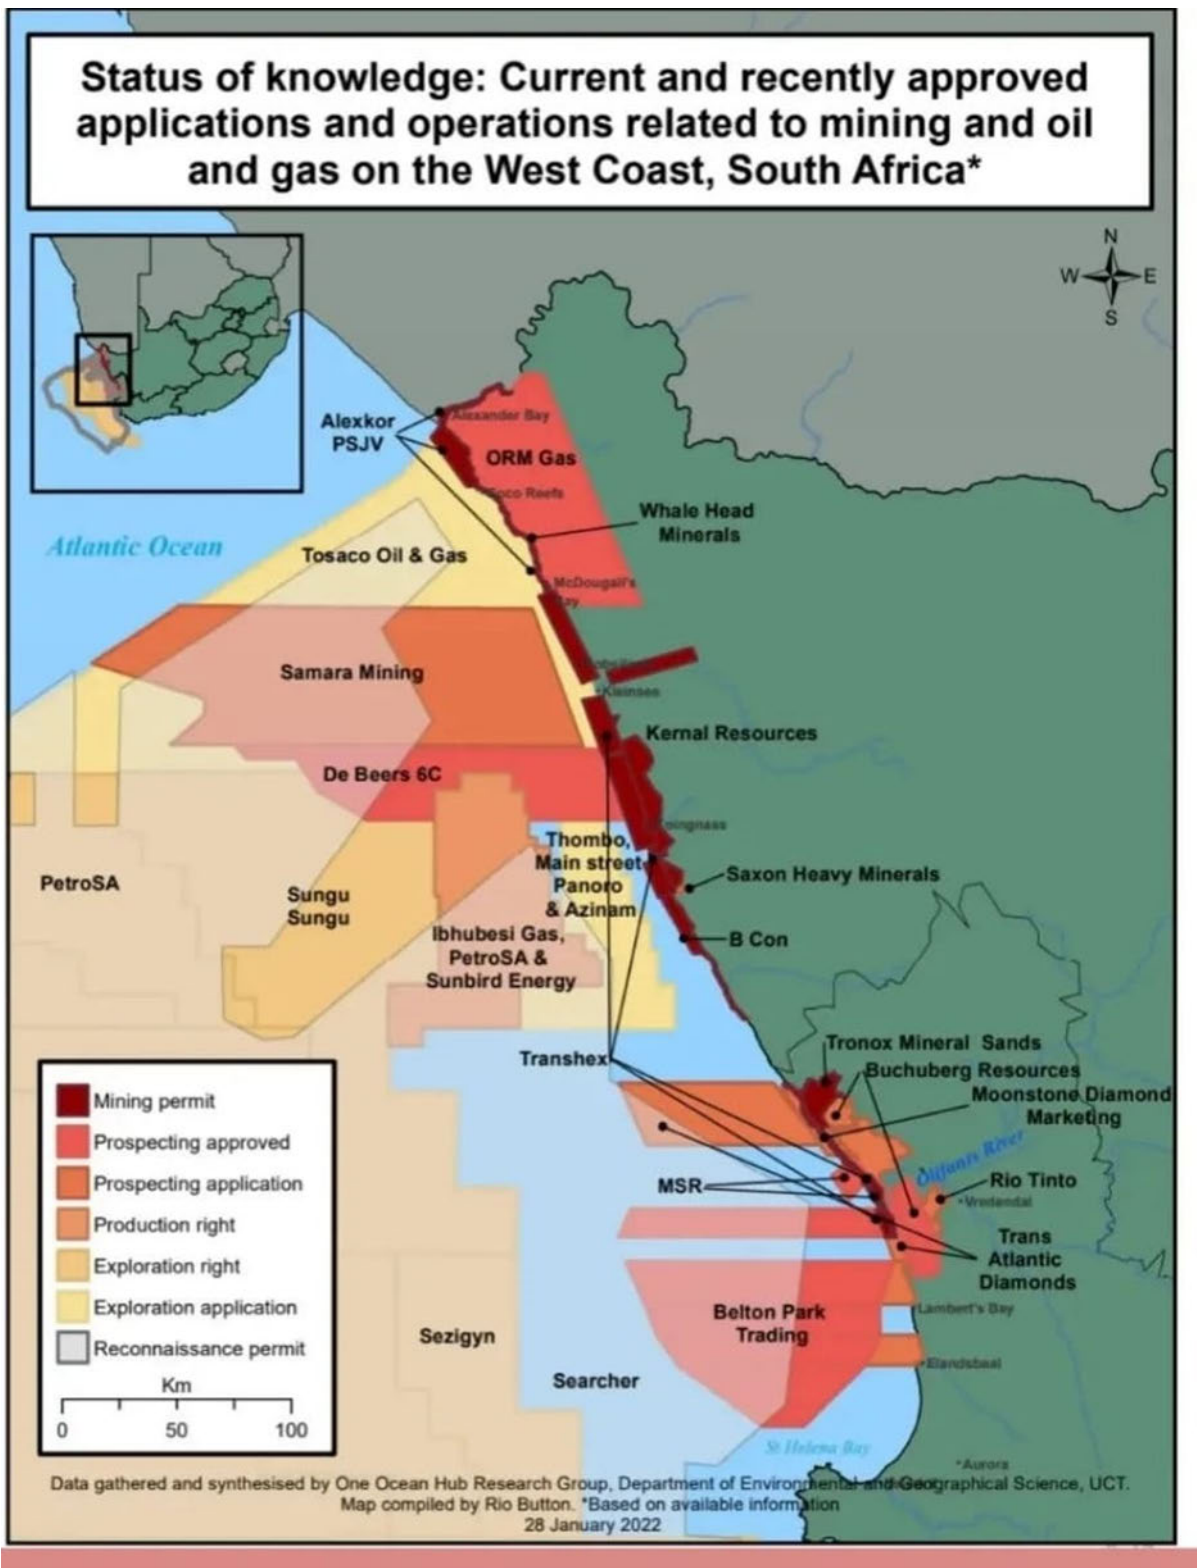 Status of knowledge: Current and recently approved
applications and operations related to mining and oil
and gas on the West Coast, South Africa*
N
W
E
S
Alexkor
PSJV
Alexander Bay
ORM Gas
Reefs
Whale Head
Minerals
Atlantic Ocean
Tosaco Oil & Gas
McDougall's
Bay
Samara Mining
Kleinsee
Kernal Resources
De Beers 6C
Thombo,
Main street
Panoro
& Azinam
PetroSA
Saxon Heavy Minerals
Sungu
Sungu
Ibhubesi Gas,
PetroSA &
Sunbird Energy
B Con
Transhex
Tronox Mineral Sands
Buchuberg Resources
Moonstone Diamond
Marketing
Mining permit
Prospecting approved
Prospecting application
Production right
Exploration right
Exploration application
Reconnaissance permit
Km
0 50 100
Olifants River
MSR
Rio Tinto
Vredendal
Trans
Atlantic
Diamonds
Belton Park
Trading
Lambert's Bay
Sezigyn
Elandsbaai
Searcher
St Helena Bay
Aurora
Data gathered and synthesised by One Ocean Hub Research Group, Department of Environmental and Geographical Science, UCT.
Map compiled by Rio Button. *Based on available information
28 January 2022